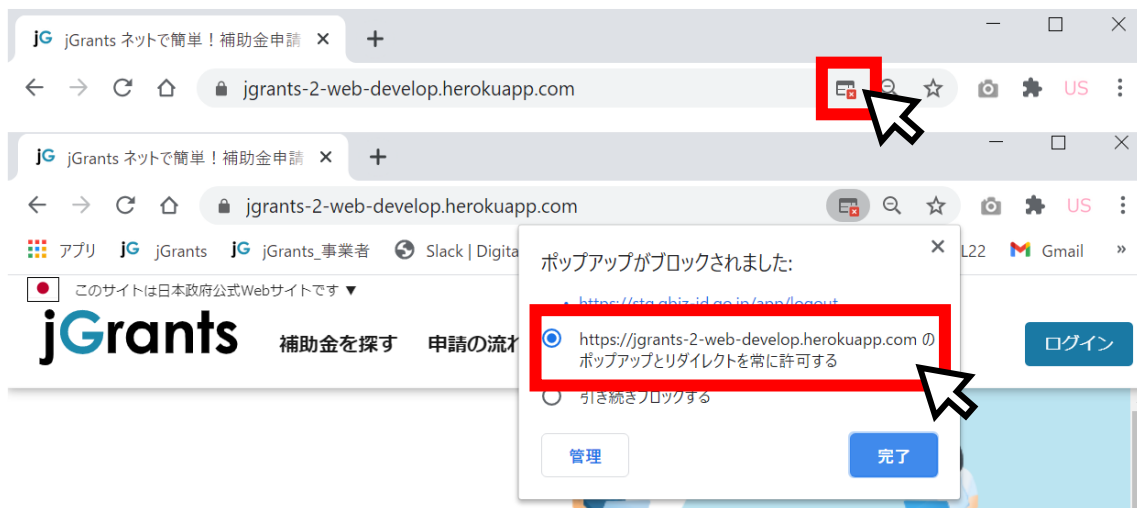 jG jGrants ネットで簡単！補助金申請
jgrants-2-web-develop.herokuapp.com
US
jG jGrants ネットで簡単！補助金申請
jgrants-2-web-develop.herokuapp.com
US
アプリ jG jGrants jG jGrants_事業者 Slack | Digita L22 Gmail »
このサイトは日本政府公式Webサイトです ▼
jGrants 補助金を探す 申請の流れ ログイン
ポップアップがブロックされました:
• https://stg.gbiz-id.go.jp/app/logout
https://jgrants-2-web-develop.herokuapp.com の
ポップアップとリダイレクトを常に許可する
引き続きブロックする
管理 完了